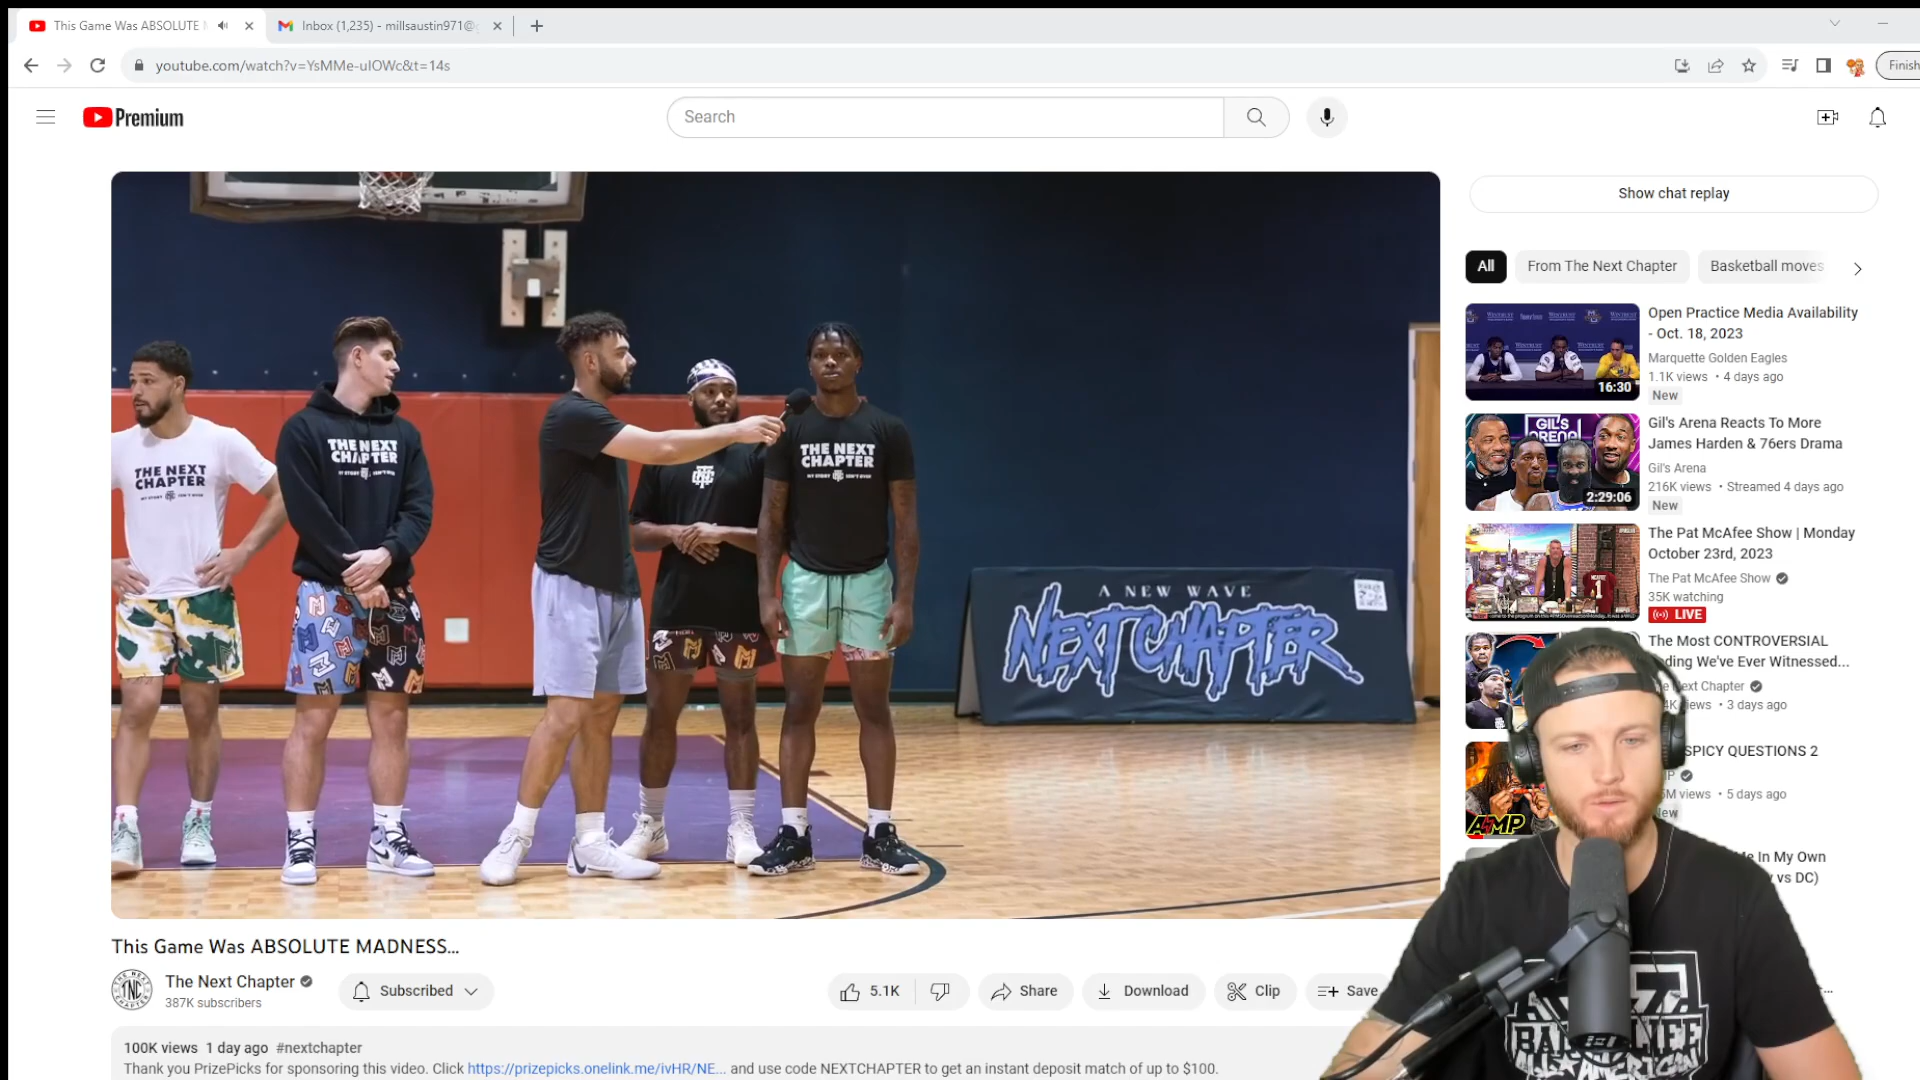 This Game Was ABSOLUTE
Inbox (1,235) - millsaustin971@
youtube.com/watch?v=YsMMe-uIOWc&t=14s
Finish
Premium
Search
THE NEXT
CHAPTER
THE NEXT
CHAPTER
THE NEXT
CHAPTER
A NEW WAVE
NEXT CHAPTER
This Game Was ABSOLUTE MADNESS...
The Next Chapter
387K subscribers
Subscribed
5.1K
Share
Download
Clip
Save
100K views 1 day ago #nextchapter
Thank you PrizePicks for sponsoring this video. Click https://prizepicks.onelink.me/ivHR/NE... and use code NEXTCHAPTER to get an instant deposit match of up to $100.
Show chat replay
All
From The Next Chapter
Basketball moves
Open Practice Media Availability
- Oct. 18, 2023
Marquette Golden Eagles
1.1K views • 4 days ago
New
16:30
Gil's Arena Reacts To More
James Harden & 76ers Drama
Gil's Arena
216K views • Streamed 4 days ago
New
GIL'S
ARENA
2:29:06
The Pat McAfee Show | Monday
October 23rd, 2023
The Pat McAfee Show
35K watching
LIVE
The Most CONTROVERSIAL
We've Ever Witnessed...
Next Chapter
views • 3 days ago
SPICY QUESTIONS 2
views • 5 days ago
AMP
In My Own
vs DC)
ALL-AMERICAN